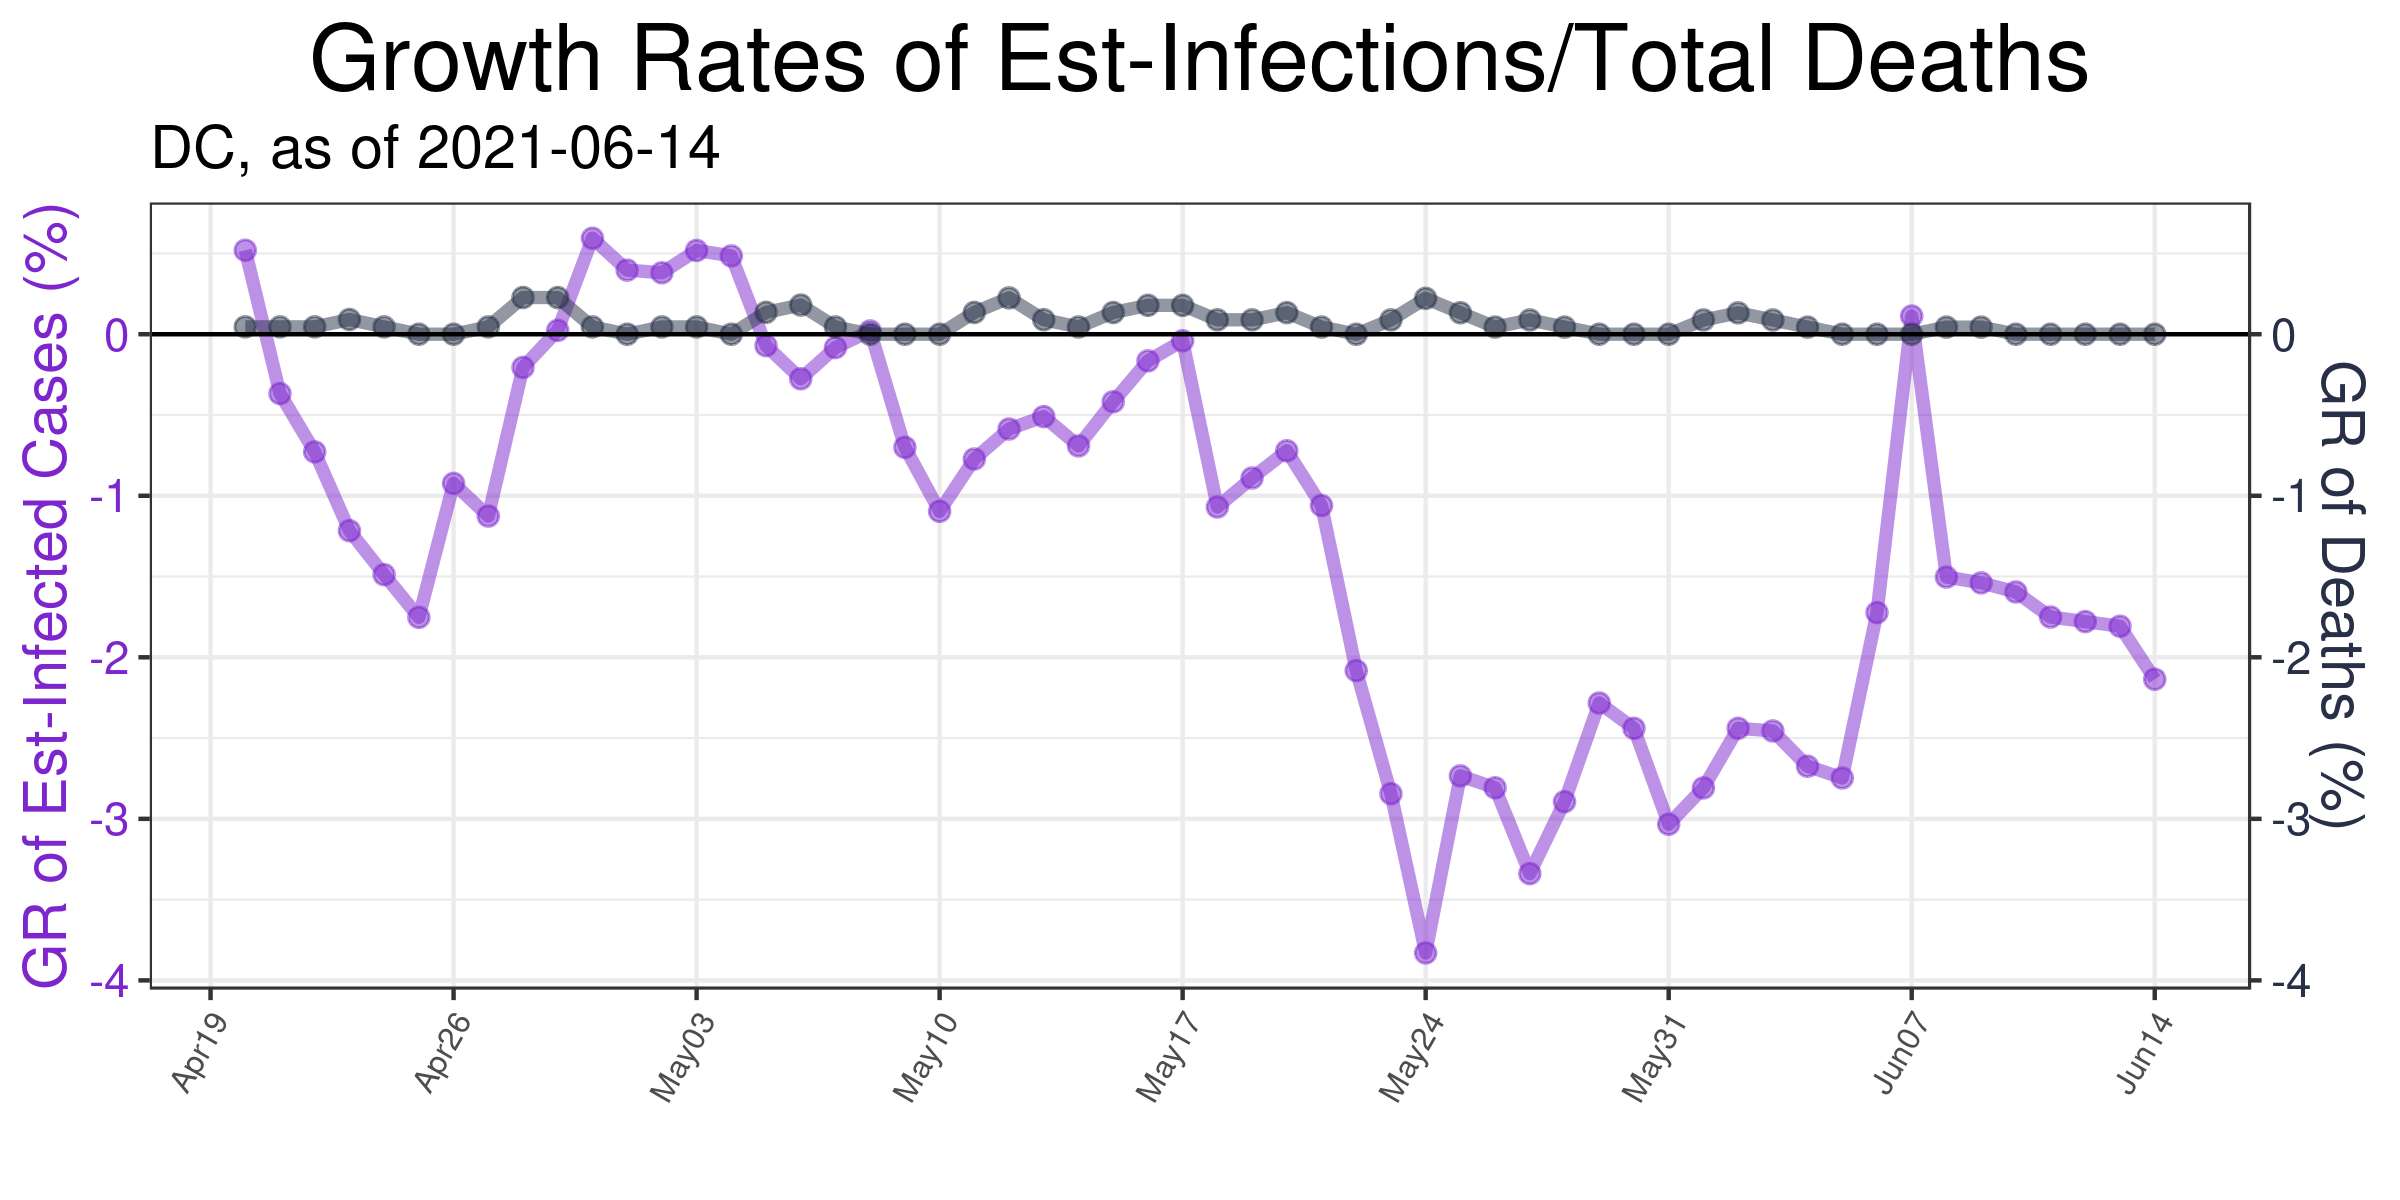 Growth Rates of Est-Infections/Total Deaths
DC, as of 2021-06-14
GR of Est-Infected Cases (%)
0
-1
-2
-3
-4
0
-1
-2
-3
-4
GR of Deaths (%)
Apr19
Apr26
May03
May10
May17
May24
May31
Jun07
Jun14